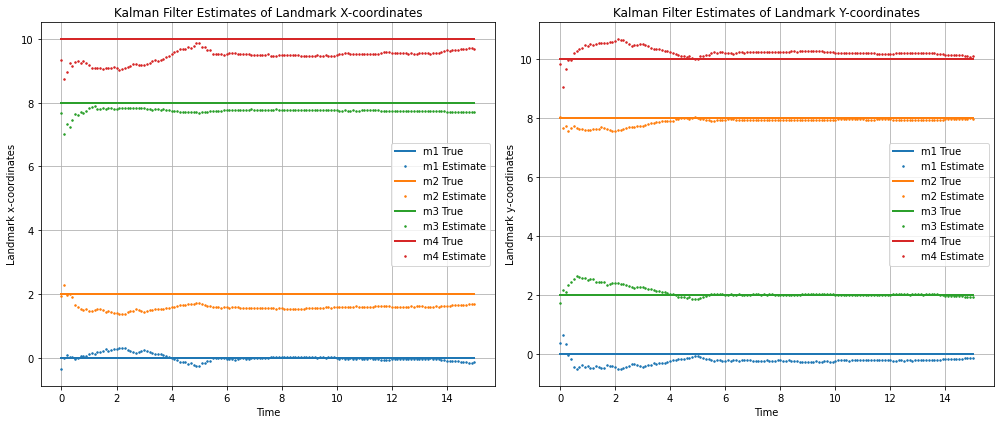 Kalman Filter Estimates of Landmark X-coordinates
Landmark x-coordinates
10
8
6
4
2
0
m1 True
m1 Estimate
m2 True
m2 Estimate
m3 True
m3 Estimate
m4 True
m4 Estimate
0 2 4 6 8 10 12 14
Time
Kalman Filter Estimates of Landmark Y-coordinates
Landmark y-coordinates
10
8
6
4
2
0
m1 True
m1 Estimate
m2 True
m2 Estimate
m3 True
m3 Estimate
m4 True
m4 Estimate
0 2 4 6 8 10 12 14
Time